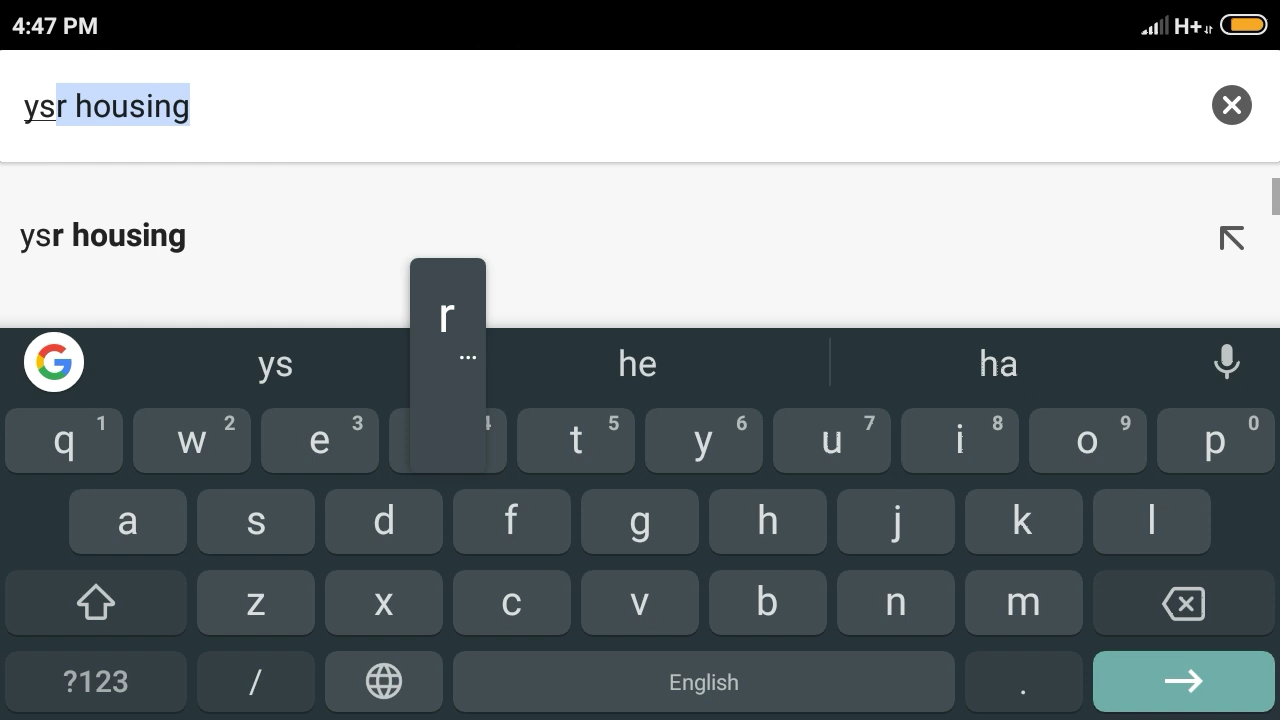 4:47 PM H+
ysr housing
ysr housing
r
...
ys he ha
q 1 w 2 e 3 4 t 5 y 6 u 7 i 8 o 9 p 0
a s d f g h j k l
z x c v b n m
?123 / English .